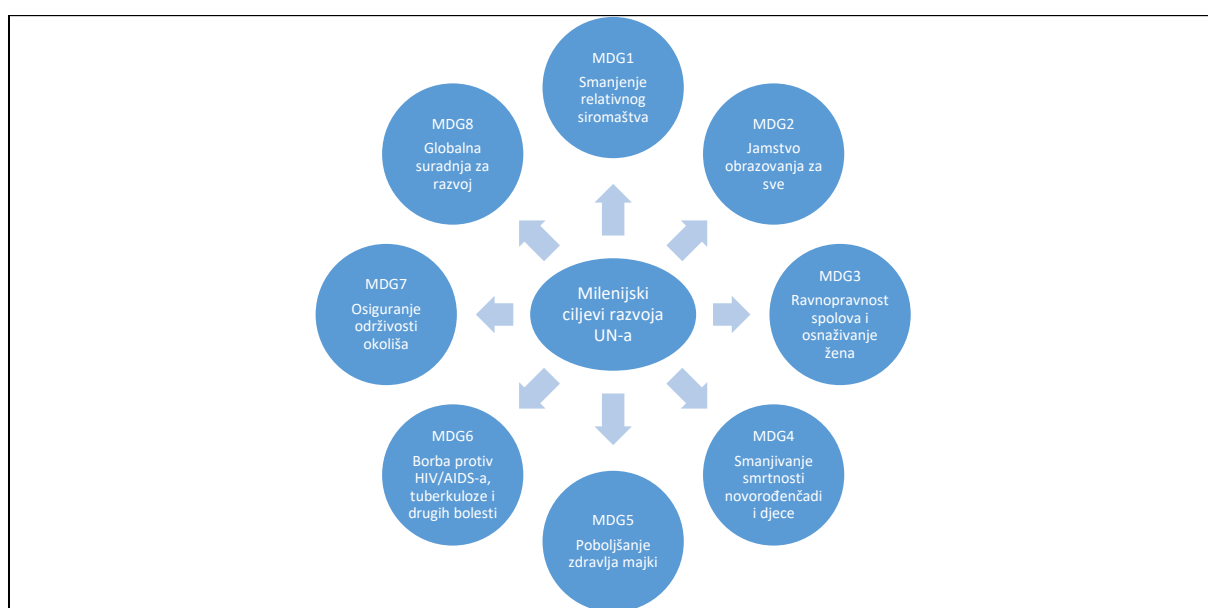 MDG1
Smanjenje
relativnog
siromaštva
MDG2
Jamstvo
obrazovanja za
sve
MDG3
Ravnopravnost
spolova i
osnaživanje
žena
MDG4
Smanjivanje
smrtnosti
novorođenčadi
i djece
MDG5
Poboljšanje
zdravlja majki
MDG6
Borba protiv
HIV/AIDS-a,
tuberkuloze i
drugih bolesti
MDG7
Osiguranje
održivosti
okoliša
MDG8
Globalna
suradnja za
razvoj
Milenijski
ciljevi razvoja
UN-a